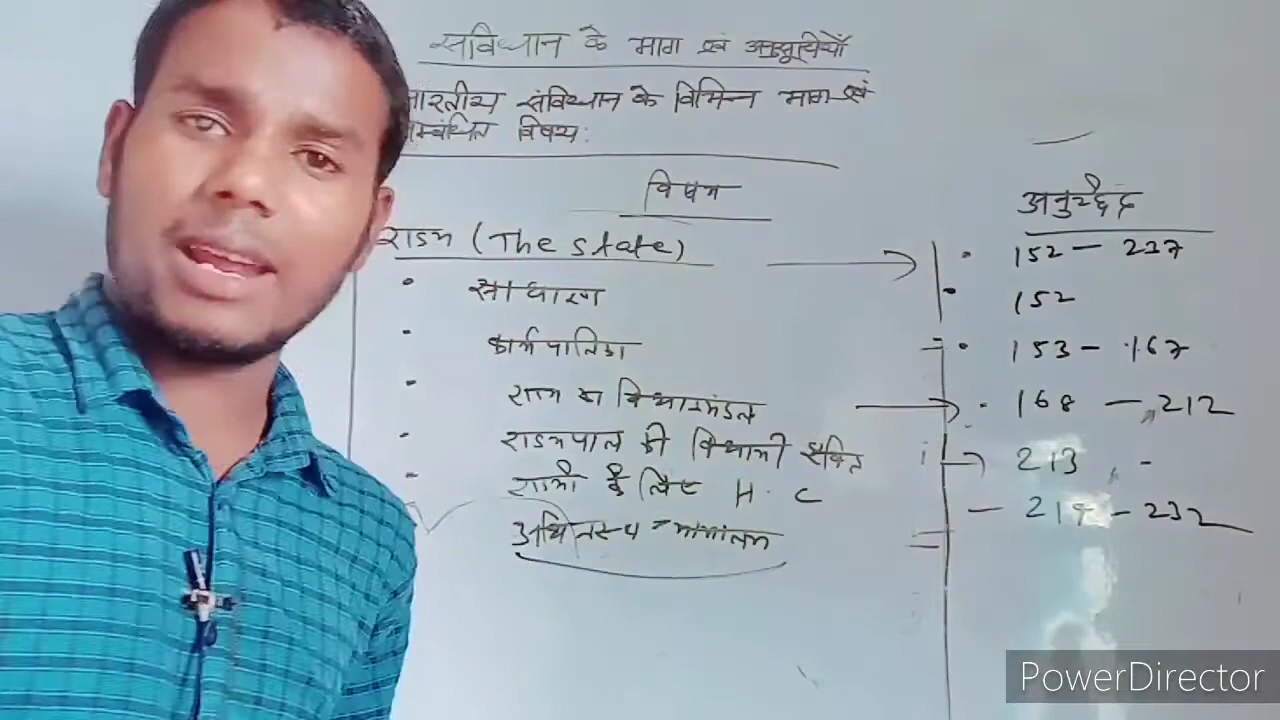 संविधान के भाग एवं अनुसूचियाँ
भारतीय संविधान के विभिन्न भाग एवं
सम्बंधित विषय:
विषय
अनुच्छेद
राज्य (The State)
152 - 237
साधारण
152
कार्यपालिका
153 - 167
राज्य का विधानमंडल
168 - 212
राज्यपाल की विधायी शक्ति
213 -
राज्यों के लिए H. C
- 214 - 232
अधिनस्थ न्यायालय
PowerDirector